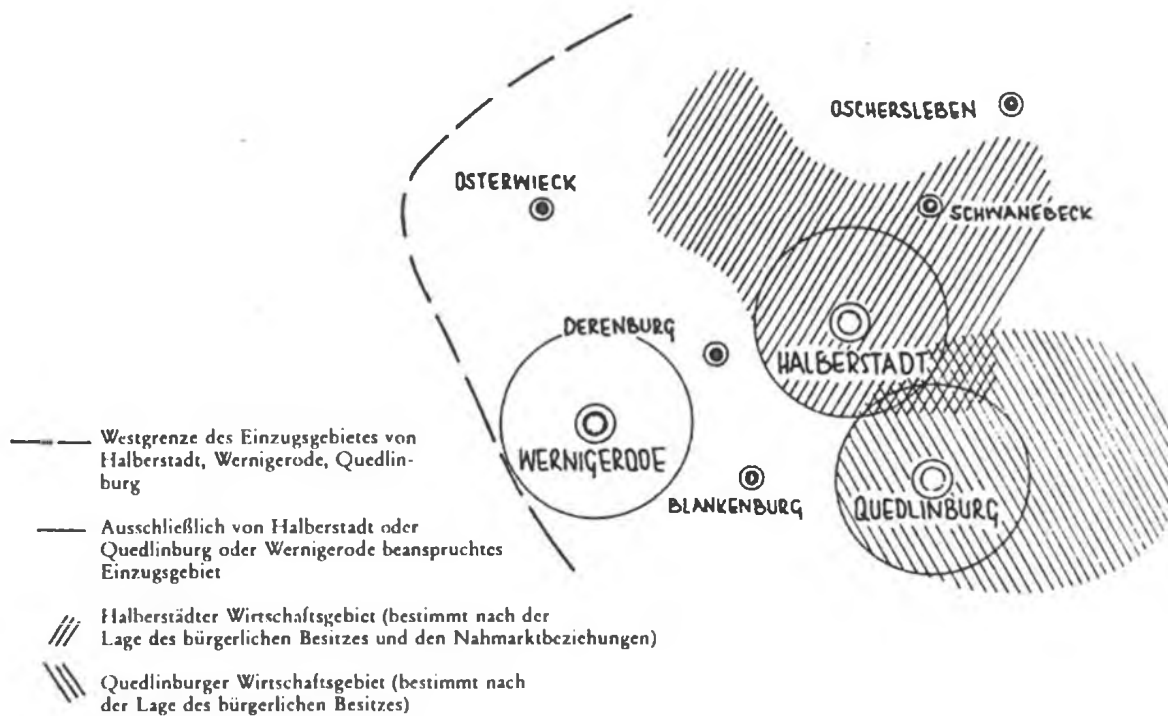 OSCHERSLEBEN
OSTERWIECK
SCHWANEBECK
DERENBURG
HALBERSTADT
WERNIGERODE
BLANKENBURG
QUEDLINBURG
Westgrenze des Einzugsgebietes von
Halberstadt, Wernigerode, Quedlin-
burg
Ausschließlich von Halberstadt oder
Quedlinburg oder Wernigerode beanspruchtes
Einzugsgebiet
Halberstädter Wirtschaftsgebiet (bestimmt nach der
Lage des bürgerlichen Besitzes und den Nahmarktbeziehungen)
Quedlinburger Wirtschaftsgebiet (bestimmt nach
der Lage des bürgerlichen Besitzes)